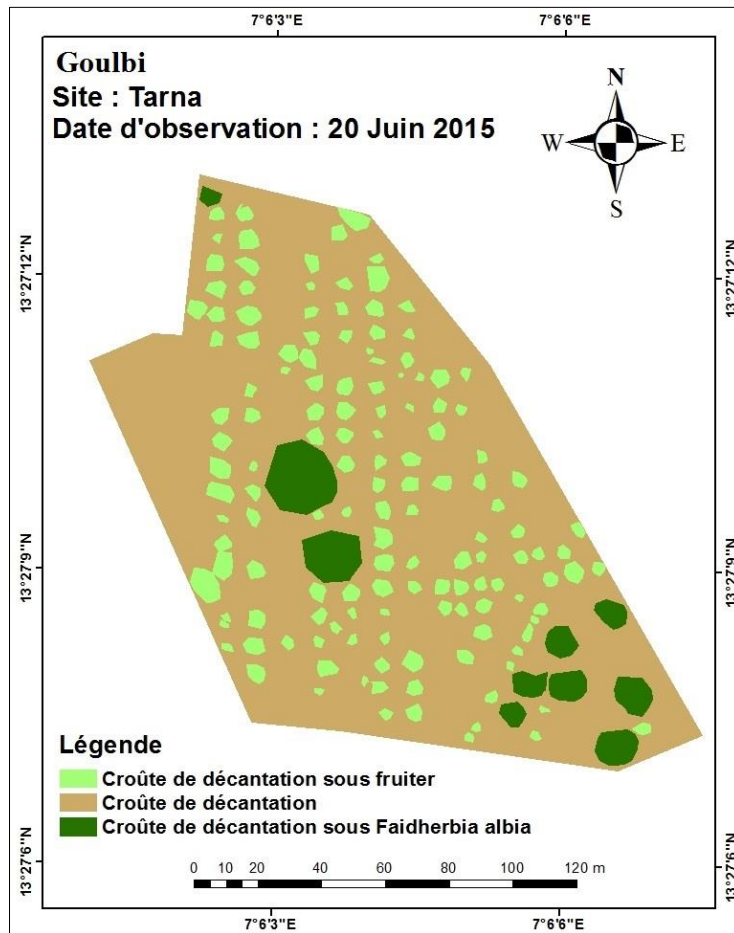 7°6'3"E 7°6'6"E
Goulbi
Site : Tarna
Date d'observation : 20 Juin 2015
N
W E
S
13°27'12"N 13°27'12"N
13°27'9"N 13°27'9"N
Légende
Croûte de décantation sous fruiter
Croûte de décantation
Croûte de décantation sous Faidherbia albia
13°27'6"N 13°27'6"N
0 10 20 40 60 80 100 120 m
7°6'3"E 7°6'6"E